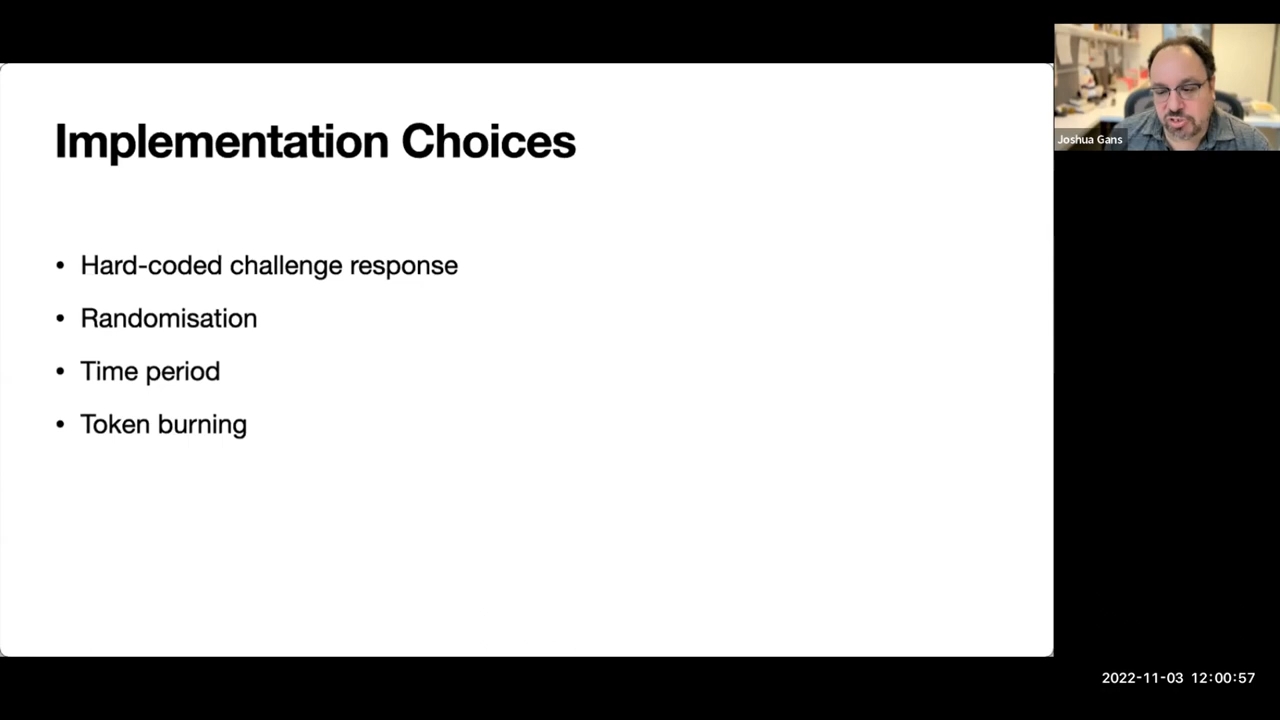 Implementation Choices
• Hard-coded challenge response
• Randomisation
• Time period
• Token burning
Joshua Gans
2022-11-03 12:00:57